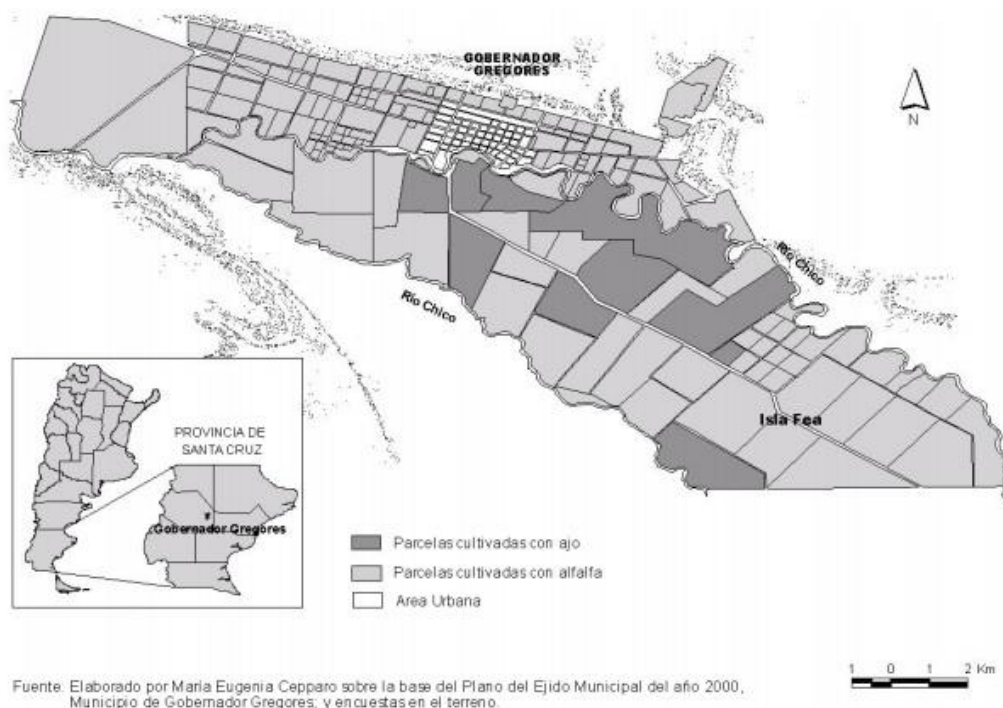 GOBERNADOR
GREGORES
N
Río Chico
Río Chico
Isla Fea
PROVINCIA DE
SANTA CRUZ
Gobernador Gregores
Parcelas cultivadas con ajo
Parcelas cultivadas con alfalfa
Area Urbana
1 0 1 2 Km
Fuente: Elaborado por María Eugenia Cepparo sobre la base del Plano del Ejido Municipal del año 2000,
Municipio de Gobernador Gregores; y encuestas en el terreno.